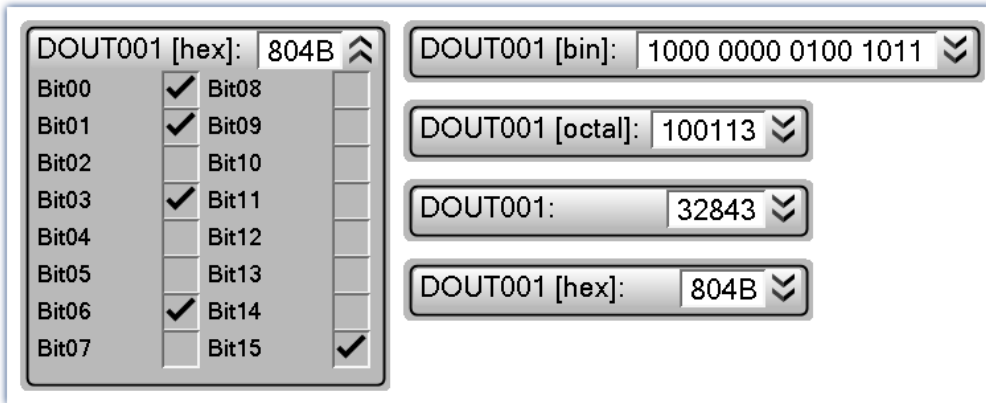 DOUT001 [hex]: 804B
Bit00 Bit08
Bit01 Bit09
Bit02 Bit10
Bit03 Bit11
Bit04 Bit12
Bit05 Bit13
Bit06 Bit14
Bit07 Bit15
DOUT001 [bin]: 1000 0000 0100 1011
DOUT001 [octal]: 100113
DOUT001: 32843
DOUT001 [hex]: 804B